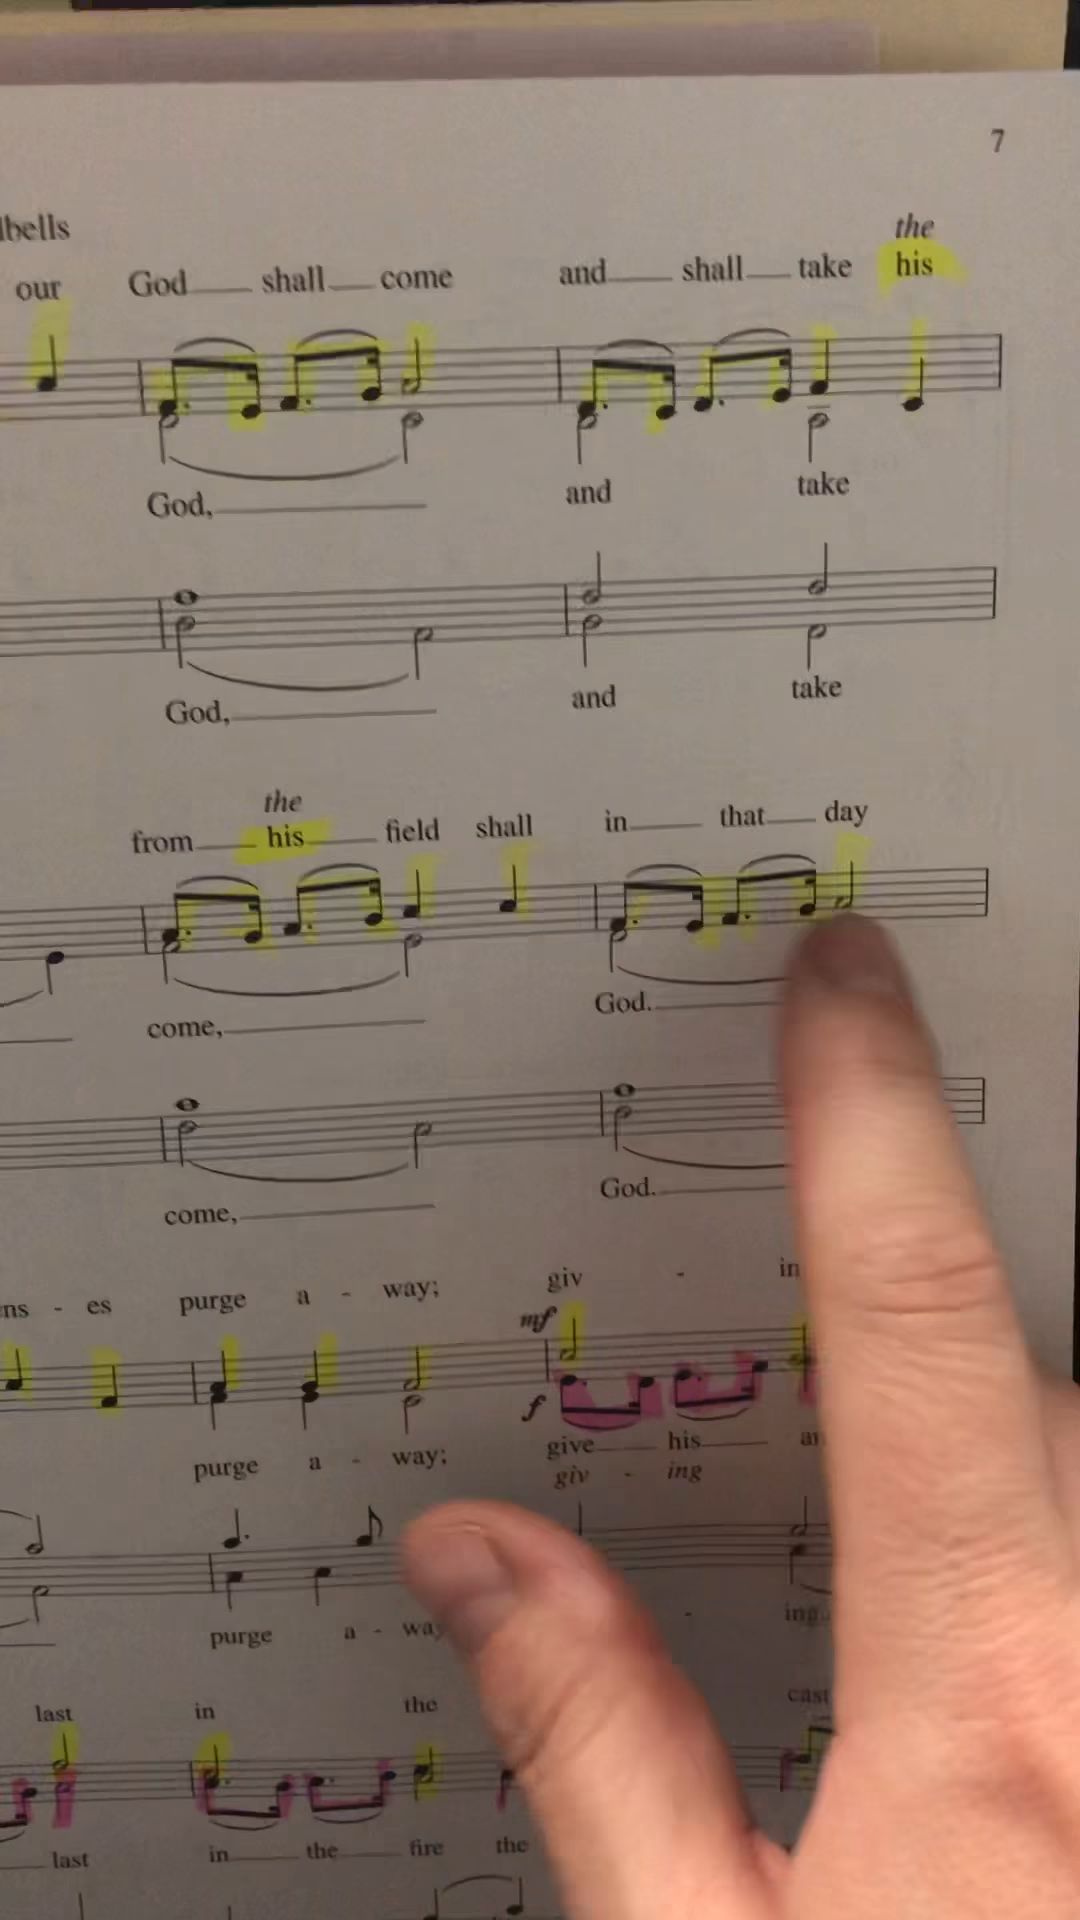 7
lbells
the
our God shall come and shall take his
God, and take
God, and take
the
from his field shall in that day
come, God.
come, God.
ns - es purge a - way; giv - in
mf
f
purge a - way; give his
giv - ing
purge a - way
last in the cast
last in the fire the